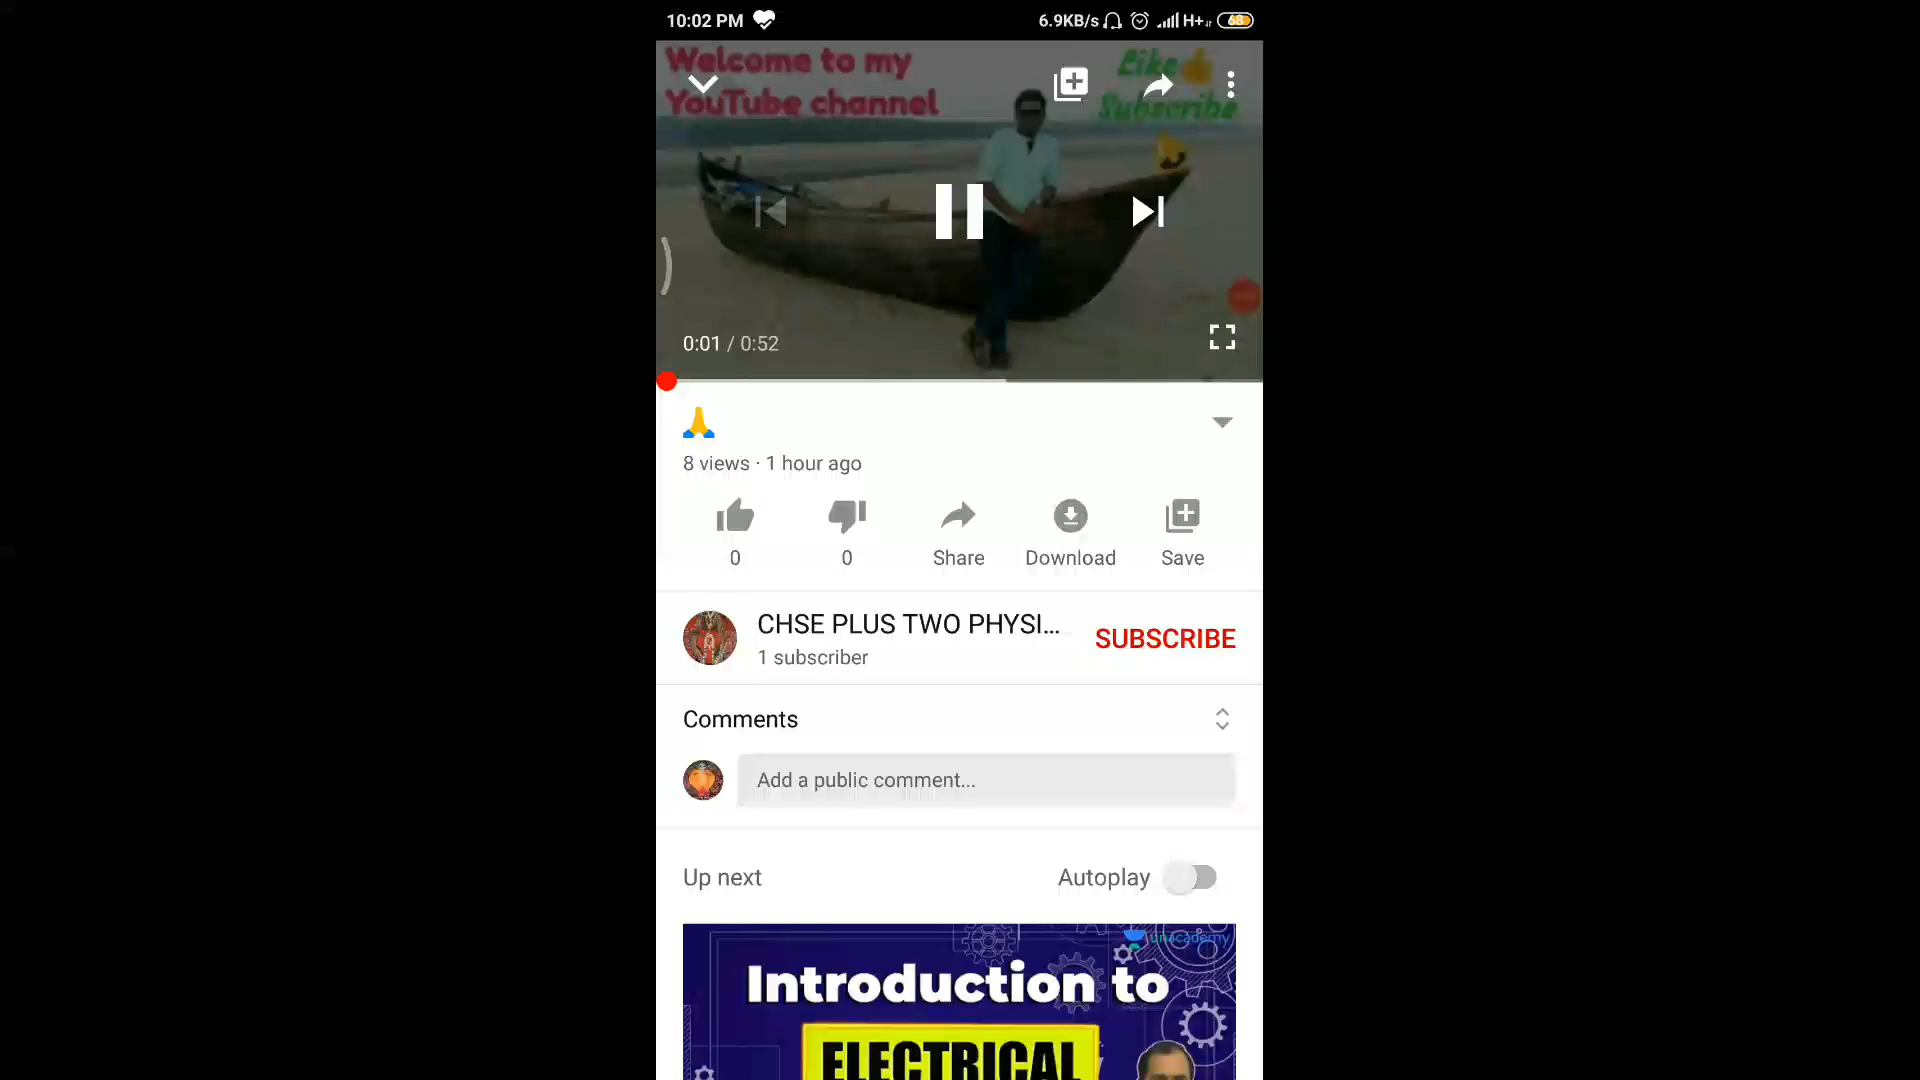 10:02 PM 6.9KB/s H+ 63
Welcome to my
YouTube channel
Like
Subscribe
0:01 / 0:52
🙏
8 views · 1 hour ago
0 0 Share Download Save
CHSE PLUS TWO PHYSI...
1 subscriber
SUBSCRIBE
Comments
Add a public comment...
Up next Autoplay
unacademy
Introduction to
ELECTRICAL